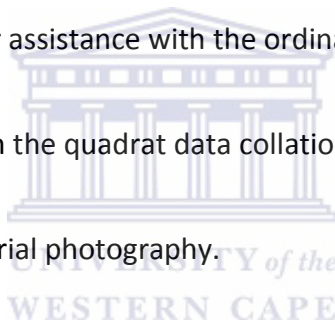 r assistance with the ordina
n the quadrat data collatio
rial photography.
UNIVERSITY of the
WESTERN CAPE